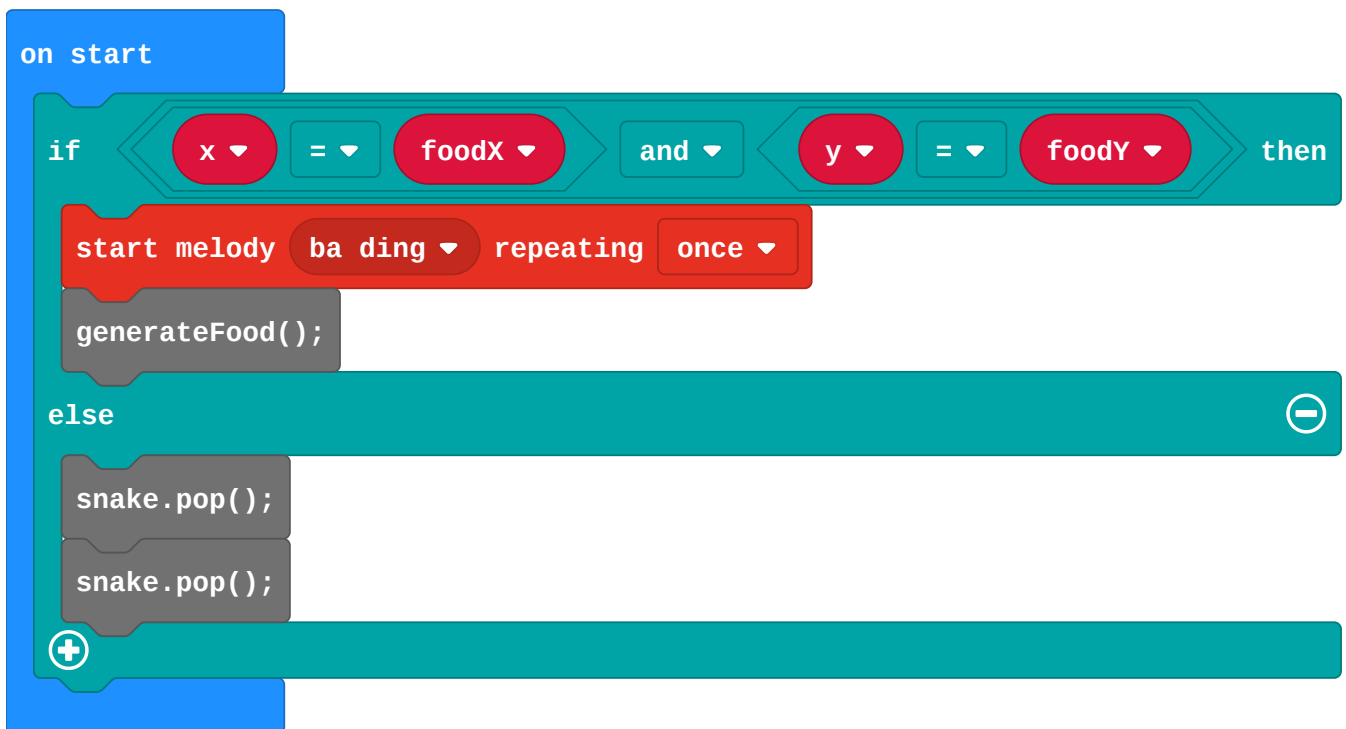 on start
if x = foodX and y = foodY then
start melody ba ding repeating once
generateFood();
else
snake.pop();
snake.pop();